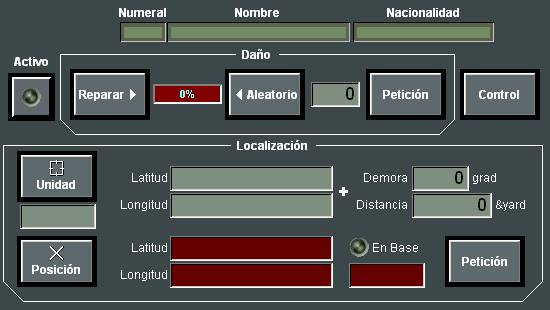 Numeral Nombre Nacionalidad
Activo
Daño
Reparar 0% Aleatorio 0 Petición Control
Localización
Unidad
Latitud Demora 0 grad
Longitud Distancia 0 &yard
Posición
Latitud En Base
Longitud
Petición